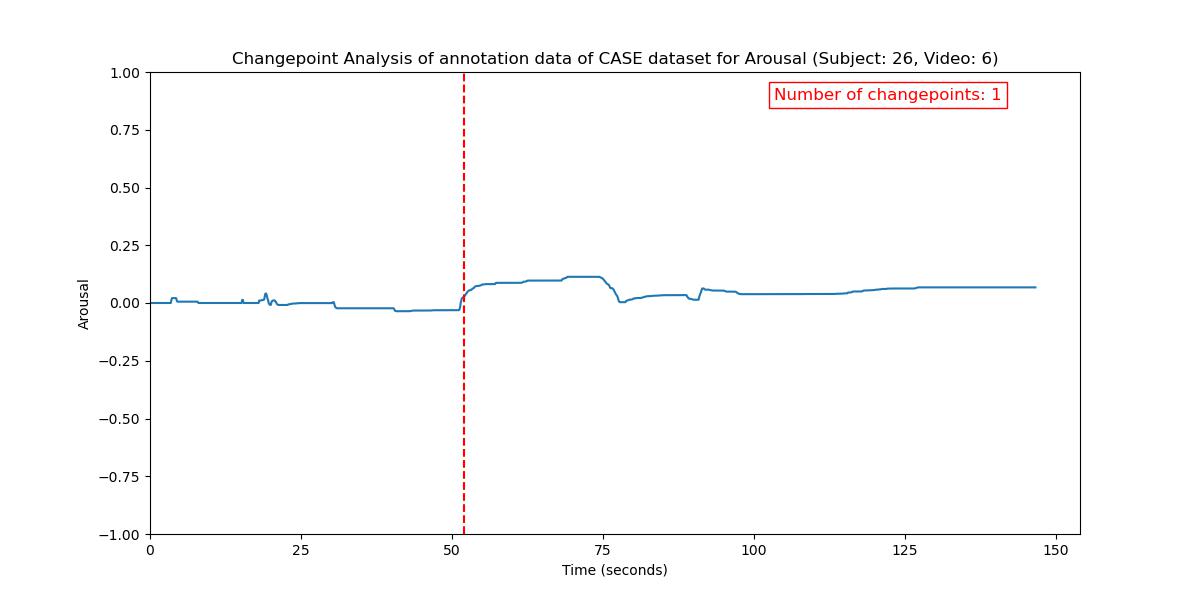 Changepoint Analysis of annotation data of CASE dataset for Arousal (Subject: 26, Video: 6)
Number of changepoints: 1
1.00
0.75
0.50
0.25
0.00
−0.25
−0.50
−0.75
−1.00
Arousal
0 25 50 75 100 125 150
Time (seconds)